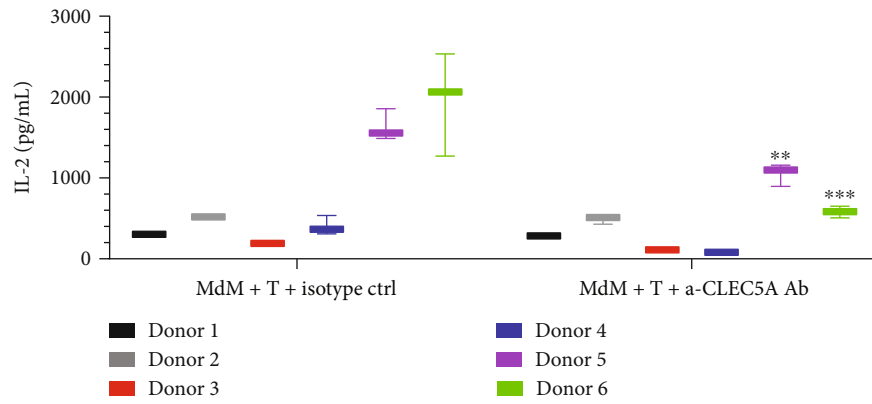 3000
2000
1000
0
IL-2 (pg/mL)
**
***
MdM + T + isotype ctrl
MdM + T + a-CLEC5A Ab
Donor 1
Donor 2
Donor 3
Donor 4
Donor 5
Donor 6